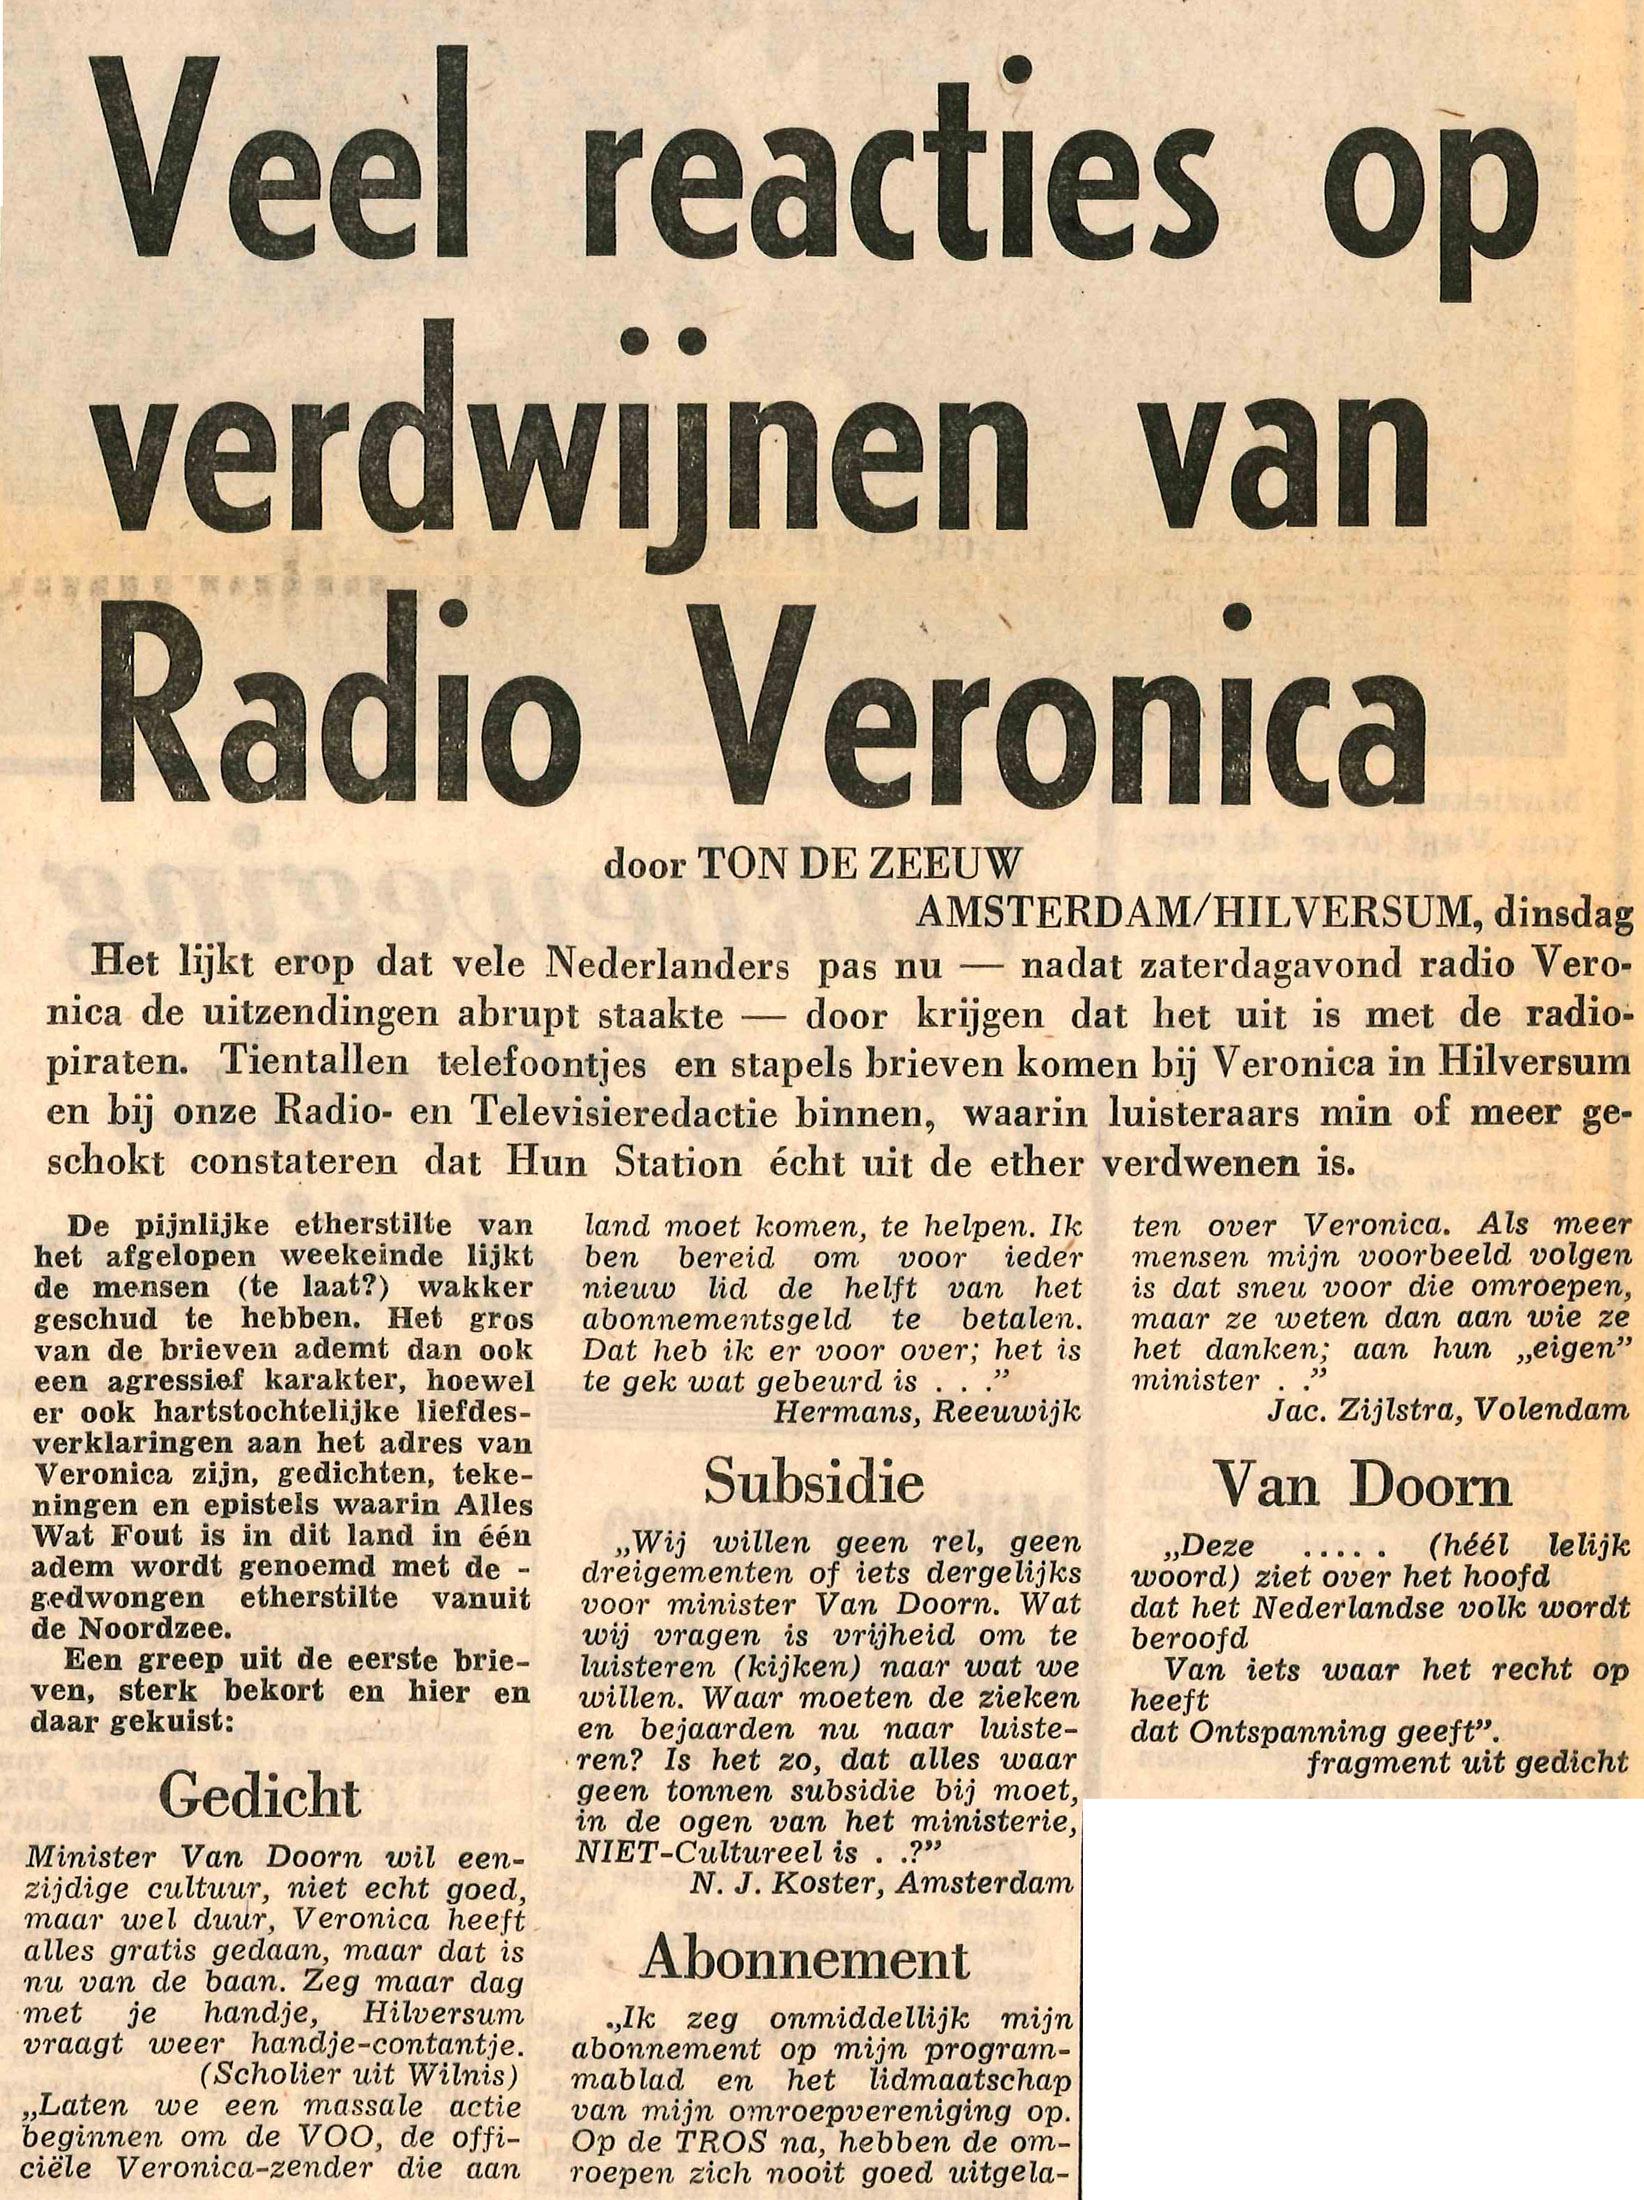 Veel reacties op
verdwijnen van
Radio Veronica
door TON DE ZEEUW
AMSTERDAM/HILVERSUM, dinsdag
Het lijkt erop dat vele Nederlanders pas nu — nadat zaterdagavond radio Vero-
nica de uitzendingen abrupt staakte — door krijgen dat het uit is met de radio-
piraten. Tientallen telefoontjes en stapels brieven komen bij Veronica in Hilversum
en bij onze Radio- en Televisieredactie binnen, waarin luisteraars min of meer ge-
schokt constateren dat Hun Station écht uit de ether verdwenen is.
De pijnlijke etherstilte van
het afgelopen weekeinde lijkt
de mensen (te laat?) wakker
geschud te hebben. Het gros
van de brieven ademt dan ook
een agressief karakter, hoewel
er ook hartstochtelijke liefdes-
verklaringen aan het adres van
Veronica zijn, gedichten, teke-
ningen en epistels waarin Alles
Wat Fout is in dit land in één
adem wordt genoemd met de -
gedwongen etherstilte vanuit
de Noordzee.
Een greep uit de eerste brie-
ven, sterk bekort en hier en
daar gekuist:
Gedicht
Minister Van Doorn wil een-
zijdige cultuur, niet echt goed,
maar wel duur, Veronica heeft
alles gratis gedaan, maar dat is
nu van de baan. Zeg maar dag
met je handje, Hilversum
vraagt weer handje-contantje.
(Scholier uit Wilnis)
„Laten we een massale actie
beginnen om de VOO, de offi-
ciële Veronica-zender die aan
land moet komen, te helpen. Ik
ben bereid om voor ieder
nieuw lid de helft van het
abonnementsgeld te betalen.
Dat heb ik er voor over; het is
te gek wat gebeurd is . . .”
Hermans, Reeuwijk
Subsidie
„Wij willen geen rel, geen
dreigementen of iets dergelijks
voor minister Van Doorn. Wat
wij vragen is vrijheid om te
luisteren (kijken) naar wat we
willen. Waar moeten de zieken
en bejaarden nu naar luiste-
ren? Is het zo, dat alles waar
geen tonnen subsidie bij moet,
in de ogen van het ministerie,
NIET-Cultureel is . .?”
N. J. Koster, Amsterdam
Abonnement
„Ik zeg onmiddellijk mijn
abonnement op mijn program-
mablad en het lidmaatschap
van mijn omroepvereniging op.
Op de TROS na, hebben de om-
roepen zich nooit goed uitgela-
ten over Veronica. Als meer
mensen mijn voorbeeld volgen
is dat sneu voor die omroepen,
maar ze weten dan aan wie ze
het danken; aan hun „eigen”
minister . .”
Jac. Zijlstra, Volendam
Van Doorn
„Deze ..... (héél lelijk
woord) ziet over het hoofd
dat het Nederlandse volk wordt
beroofd
Van iets waar het recht op
heeft
dat Ontspanning geeft”.
fragment uit gedicht